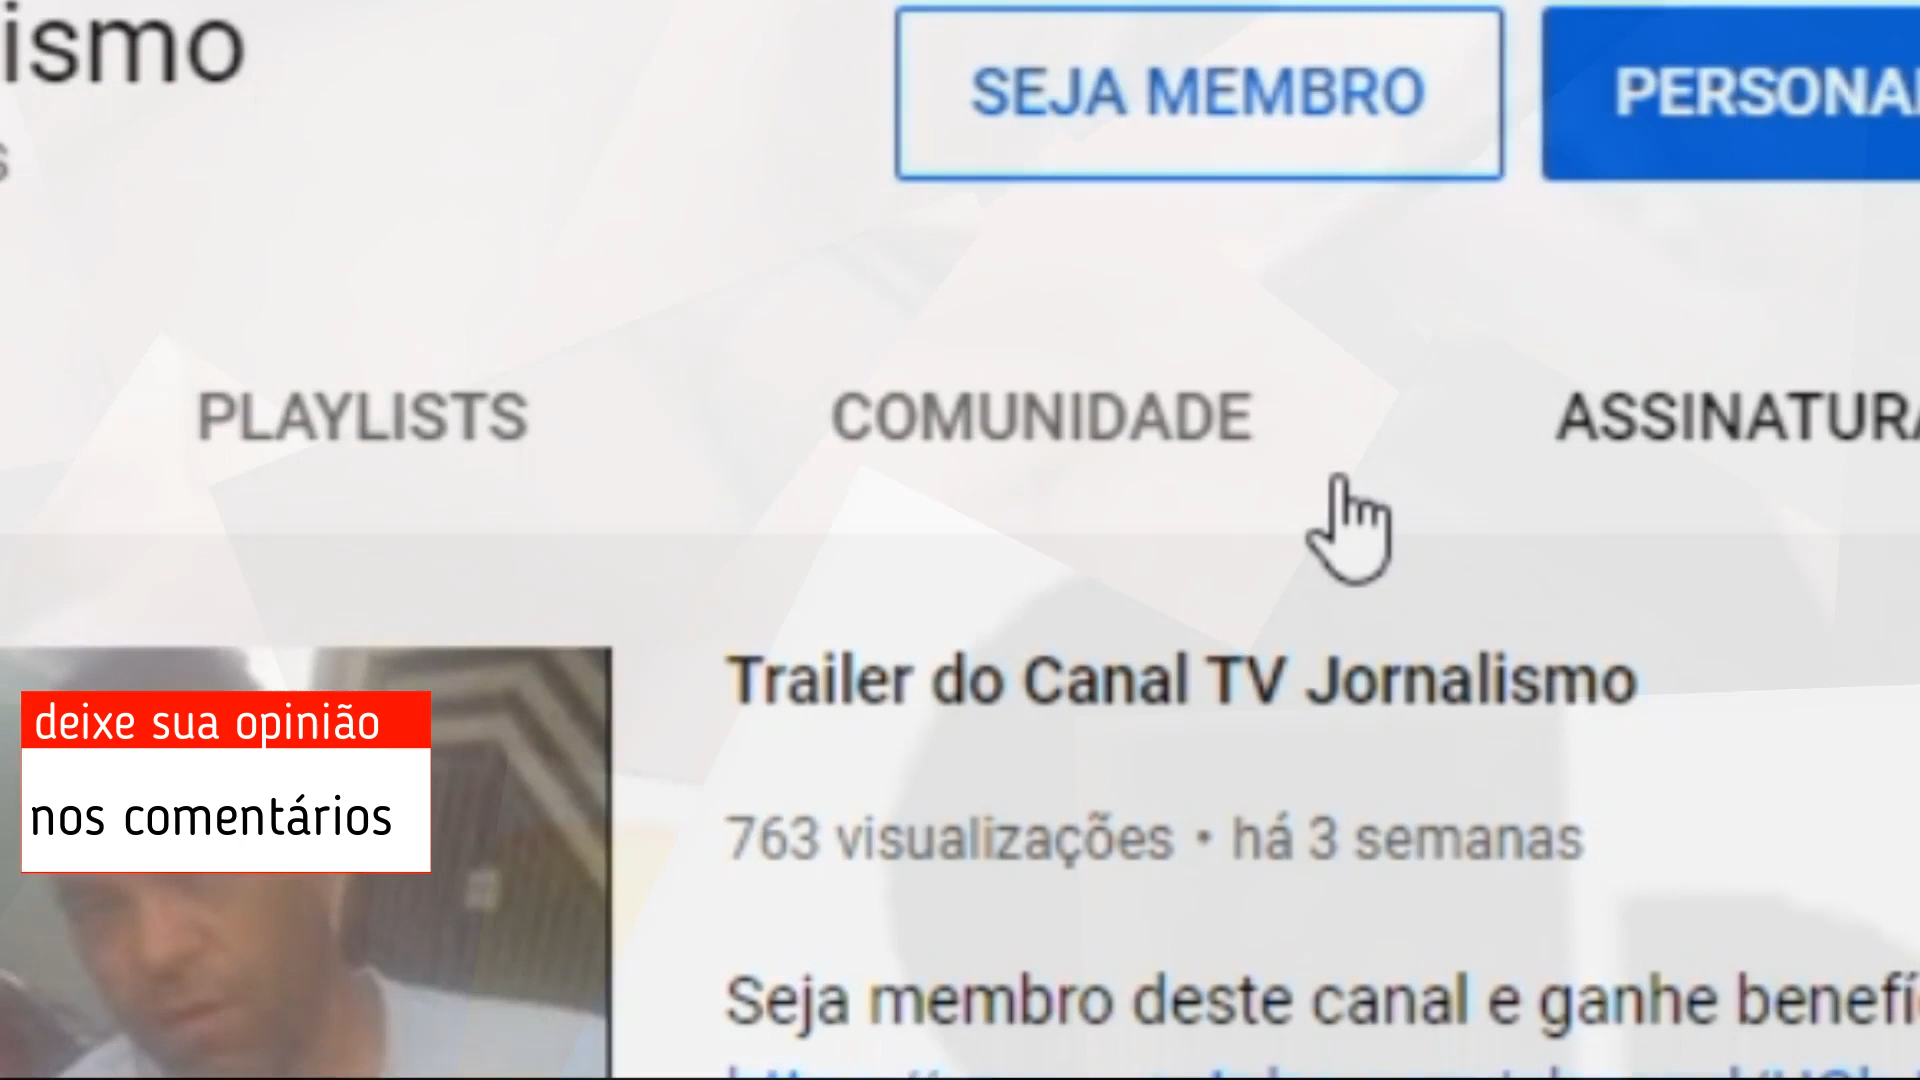 ismo
SEJA MEMBRO
PERSONAL
PLAYLISTS
COMUNIDADE
ASSINATURA
Trailer do Canal TV Jornalismo
deixe sua opinião
nos comentários
763 visualizações • há 3 semanas
Seja membro deste canal e ganhe benefí